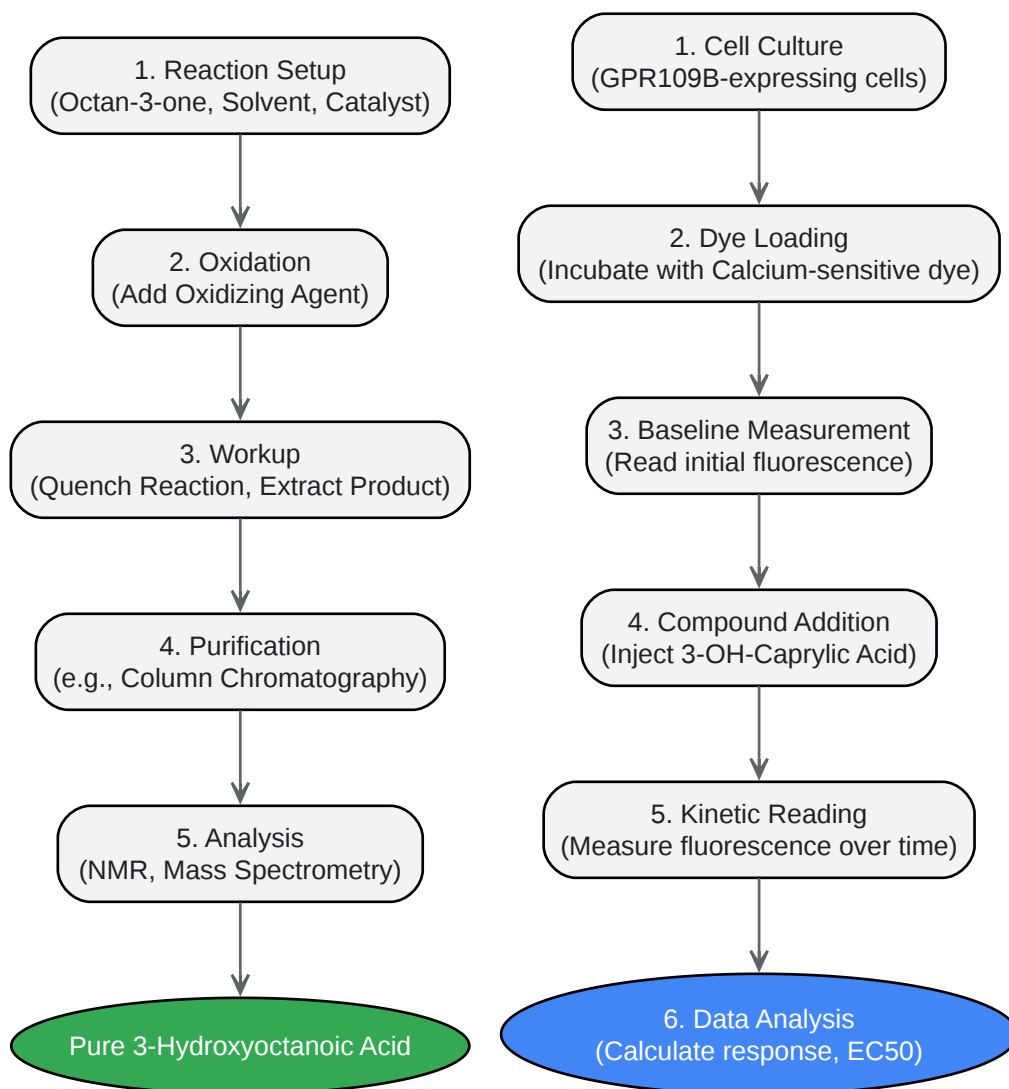 1. Reaction Setup
(Octan-3-one, Solvent, Catalyst)
2. Oxidation
(Add Oxidizing Agent)
3. Workup
(Quench Reaction, Extract Product)
4. Purification
(e.g., Column Chromatography)
5. Analysis
(NMR, Mass Spectrometry)
Pure 3-Hydroxyoctanoic Acid
1. Cell Culture
(GPR109B-expressing cells)
2. Dye Loading
(Incubate with Calcium-sensitive dye)
3. Baseline Measurement
(Read initial fluorescence)
4. Compound Addition
(Inject 3-OH-Caprylic Acid)
5. Kinetic Reading
(Measure fluorescence over time)
6. Data Analysis
(Calculate response, EC50)